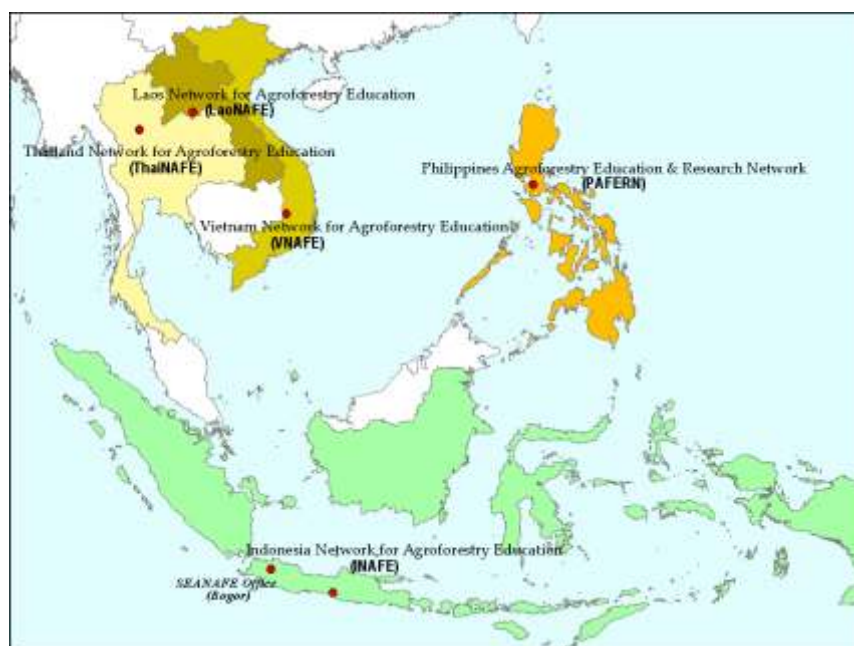 Laos Network for Agroforestry Education
(LaoNAFE)
Thailand Network for Agroforestry Education
(ThaiNAFE)
Philippines Agroforestry Education & Research Network
(PAFERN)
Vietnam Network for Agroforestry Education
(VNAFE)
Indonesia Network for Agroforestry Education
(INAFE)
SEANAFE Office
(Bogor)